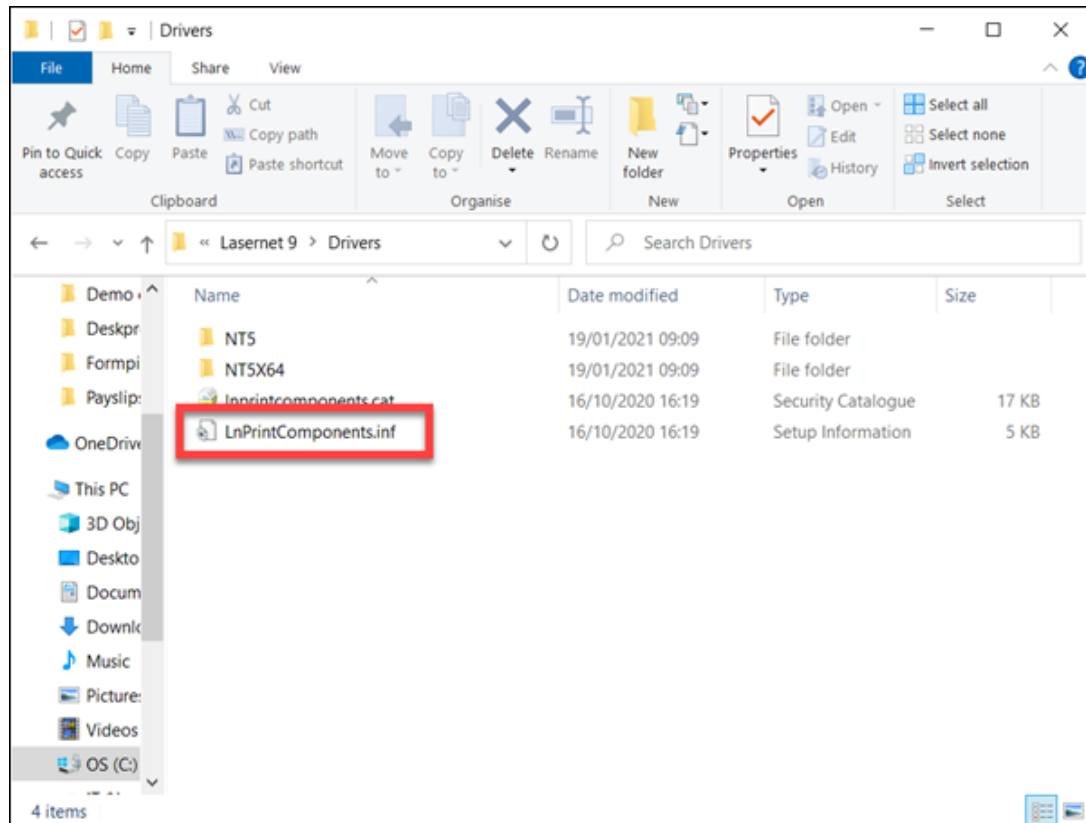 Drivers
File Home Share View
Pin to Quick access
Copy
Paste
Cut
Copy path
Paste shortcut
Clipboard
Move to
Copy to
Delete
Rename
Organise
New folder
New
Properties
Open
Edit
History
Open
Select all
Select none
Invert selection
Select
« Lasernet 9 > Drivers
Search Drivers
Name Date modified Type Size
NT5 19/01/2021 09:09 File folder
NT5X64 19/01/2021 09:09 File folder
lnprintcomponents.cat 16/10/2020 16:19 Security Catalogue 17 KB
LnPrintComponents.inf 16/10/2020 16:19 Setup Information 5 KB
Demo
Deskpr
Formpi
Payslip
OneDrive
This PC
3D Obj
Deskto
Docum
Downlo
Music
Pictures
Videos
OS (C:)
4 items